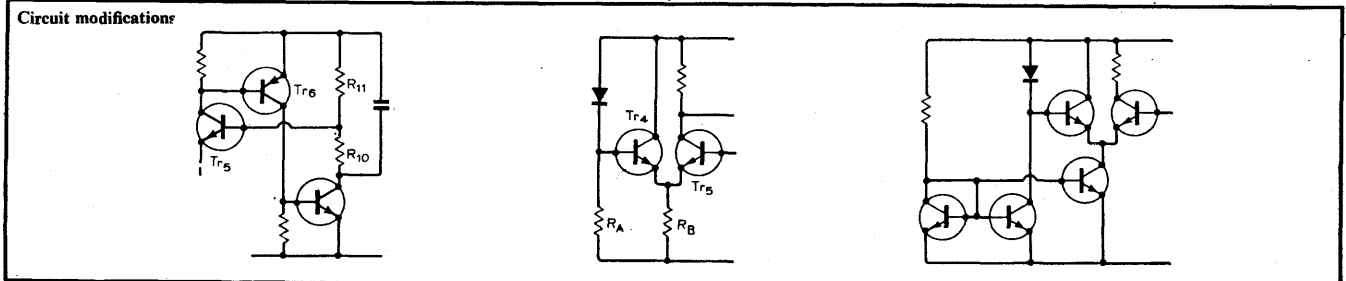 Circuit modifications
Tr6
R11
Tr5
R10
Tr4
Tr5
RA
RB